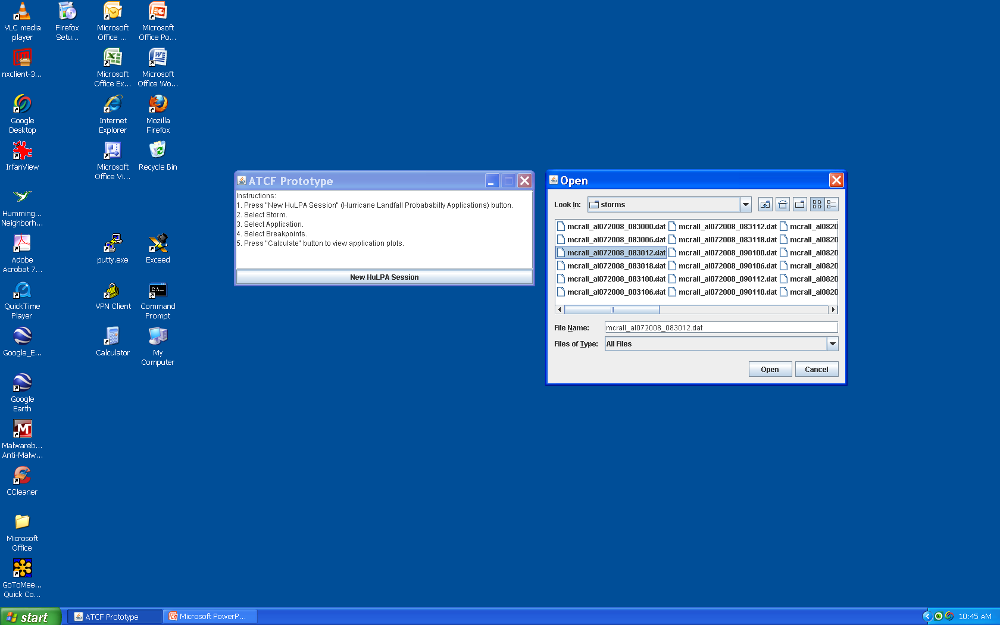 VLC media
player
Firefox
Setu...
Microsoft
Office ...
Microsoft
Office Po...
nxclient-3...
Microsoft
Office Ex...
Microsoft
Office Wo...
Google
Desktop
Internet
Explorer
Mozilla
Firefox
IrfanView
Microsoft
Office Vi...
Recycle Bin
Humming...
Neighborh...
Adobe
Acrobat 7...
putty.exe
Exceed
QuickTime
Player
VPN Client
C:\_
Command
Prompt
Google_E...
Calculator
My
Computer
Google
Earth
Malwareb...
Anti-Malw...
CCleaner
Microsoft
Office
GoToMee...
Quick Co...
ATCF Prototype
Instructions:
1. Press "New HuLPA Session" (Hurricane Landfall Probababilty Applications) button.
2. Select Storm.
3. Select Application.
4. Select Breakpoints.
5. Press "Calculate" button to view application plots.
New HuLPA Session
Open
Look In: storms
mcrall_al072008_083000.dat mcrall_al072008_083112.dat mcrall_al0820
mcrall_al072008_083006.dat mcrall_al072008_083118.dat mcrall_al0820
mcrall_al072008_083012.dat mcrall_al072008_090100.dat mcrall_al0820
mcrall_al072008_083018.dat mcrall_al072008_090106.dat mcrall_al0820
mcrall_al072008_083100.dat mcrall_al072008_090112.dat mcrall_al0820
mcrall_al072008_083106.dat mcrall_al072008_090118.dat mcrall_al0820
File Name: mcrall_al072008_083012.dat
Files of Type: All Files
Open Cancel
start ATCF Prototype Microsoft PowerP... 10:45 AM